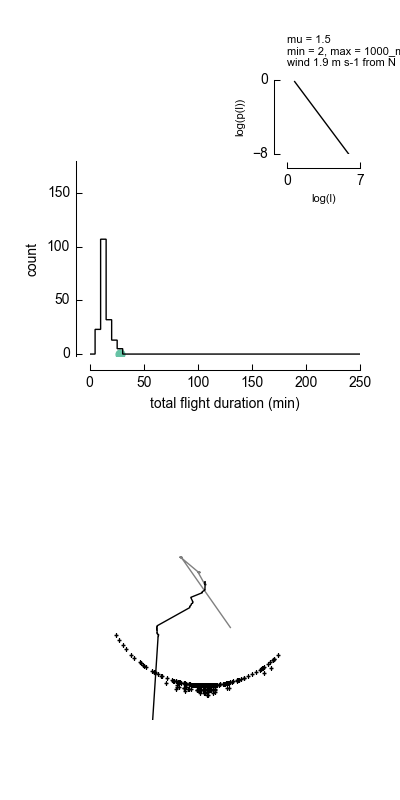 mu = 1.5
min = 2, max = 1000_m
wind 1.9 m s-1 from N
0
−8
log(p(l))
0 7
log(l)
150
100
50
0
count
0 50 100 150 200 250
total flight duration (min)